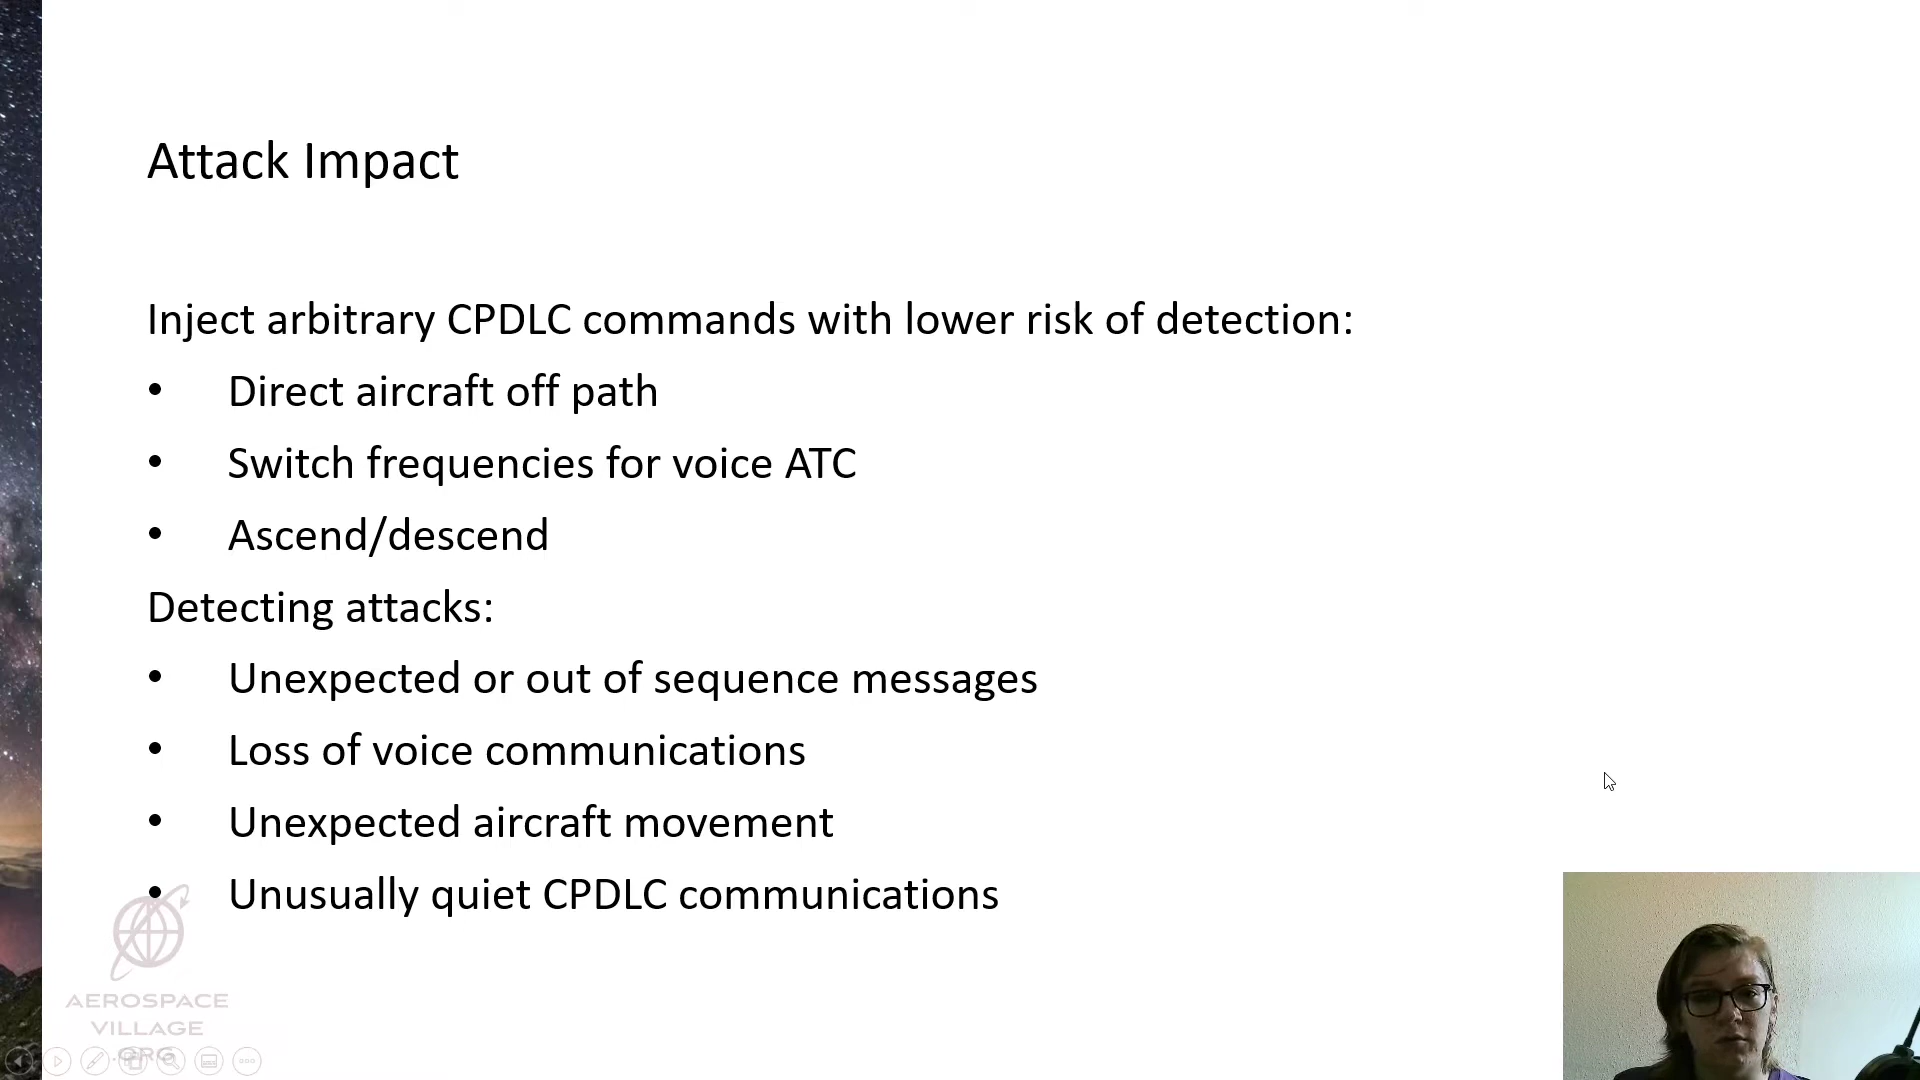 Attack Impact
Inject arbitrary CPDLC commands with lower risk of detection:
• Direct aircraft off path
• Switch frequencies for voice ATC
• Ascend/descend
Detecting attacks:
• Unexpected or out of sequence messages
• Loss of voice communications
• Unexpected aircraft movement
• Unusually quiet CPDLC communications
AEROSPACE
VILLAGE
.ORG